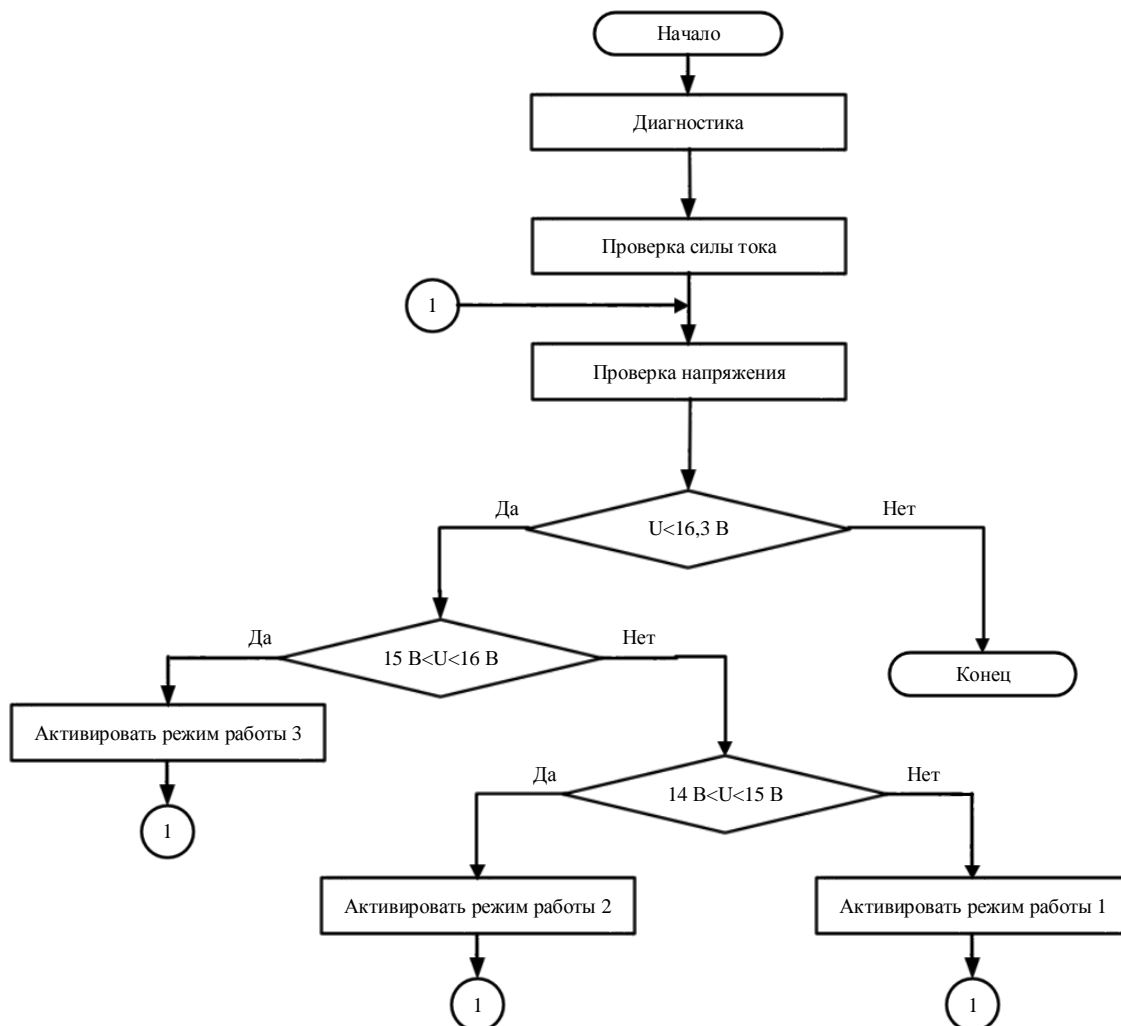 Начало
Диагностика
Проверка силы тока
1
Проверка напряжения
Да
Нет
U<16,3 В
Да
Нет
15 В<U<16 В
Конец
Активировать режим работы 3
Да
Нет
14 В<U<15 В
1
Активировать режим работы 2
Активировать режим работы 1
1
1